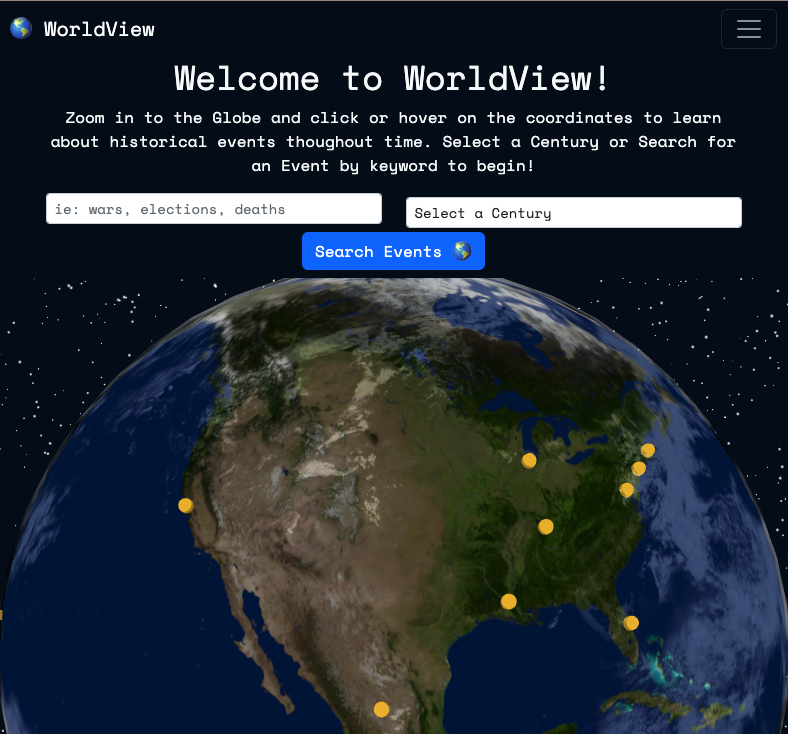 WorldView
Welcome to WorldView!
Zoom in to the Globe and click or hover on the coordinates to learn
about historical events thoughout time. Select a Century or Search for
an Event by keyword to begin!
ie: wars, elections, deaths
Select a Century
Search Events